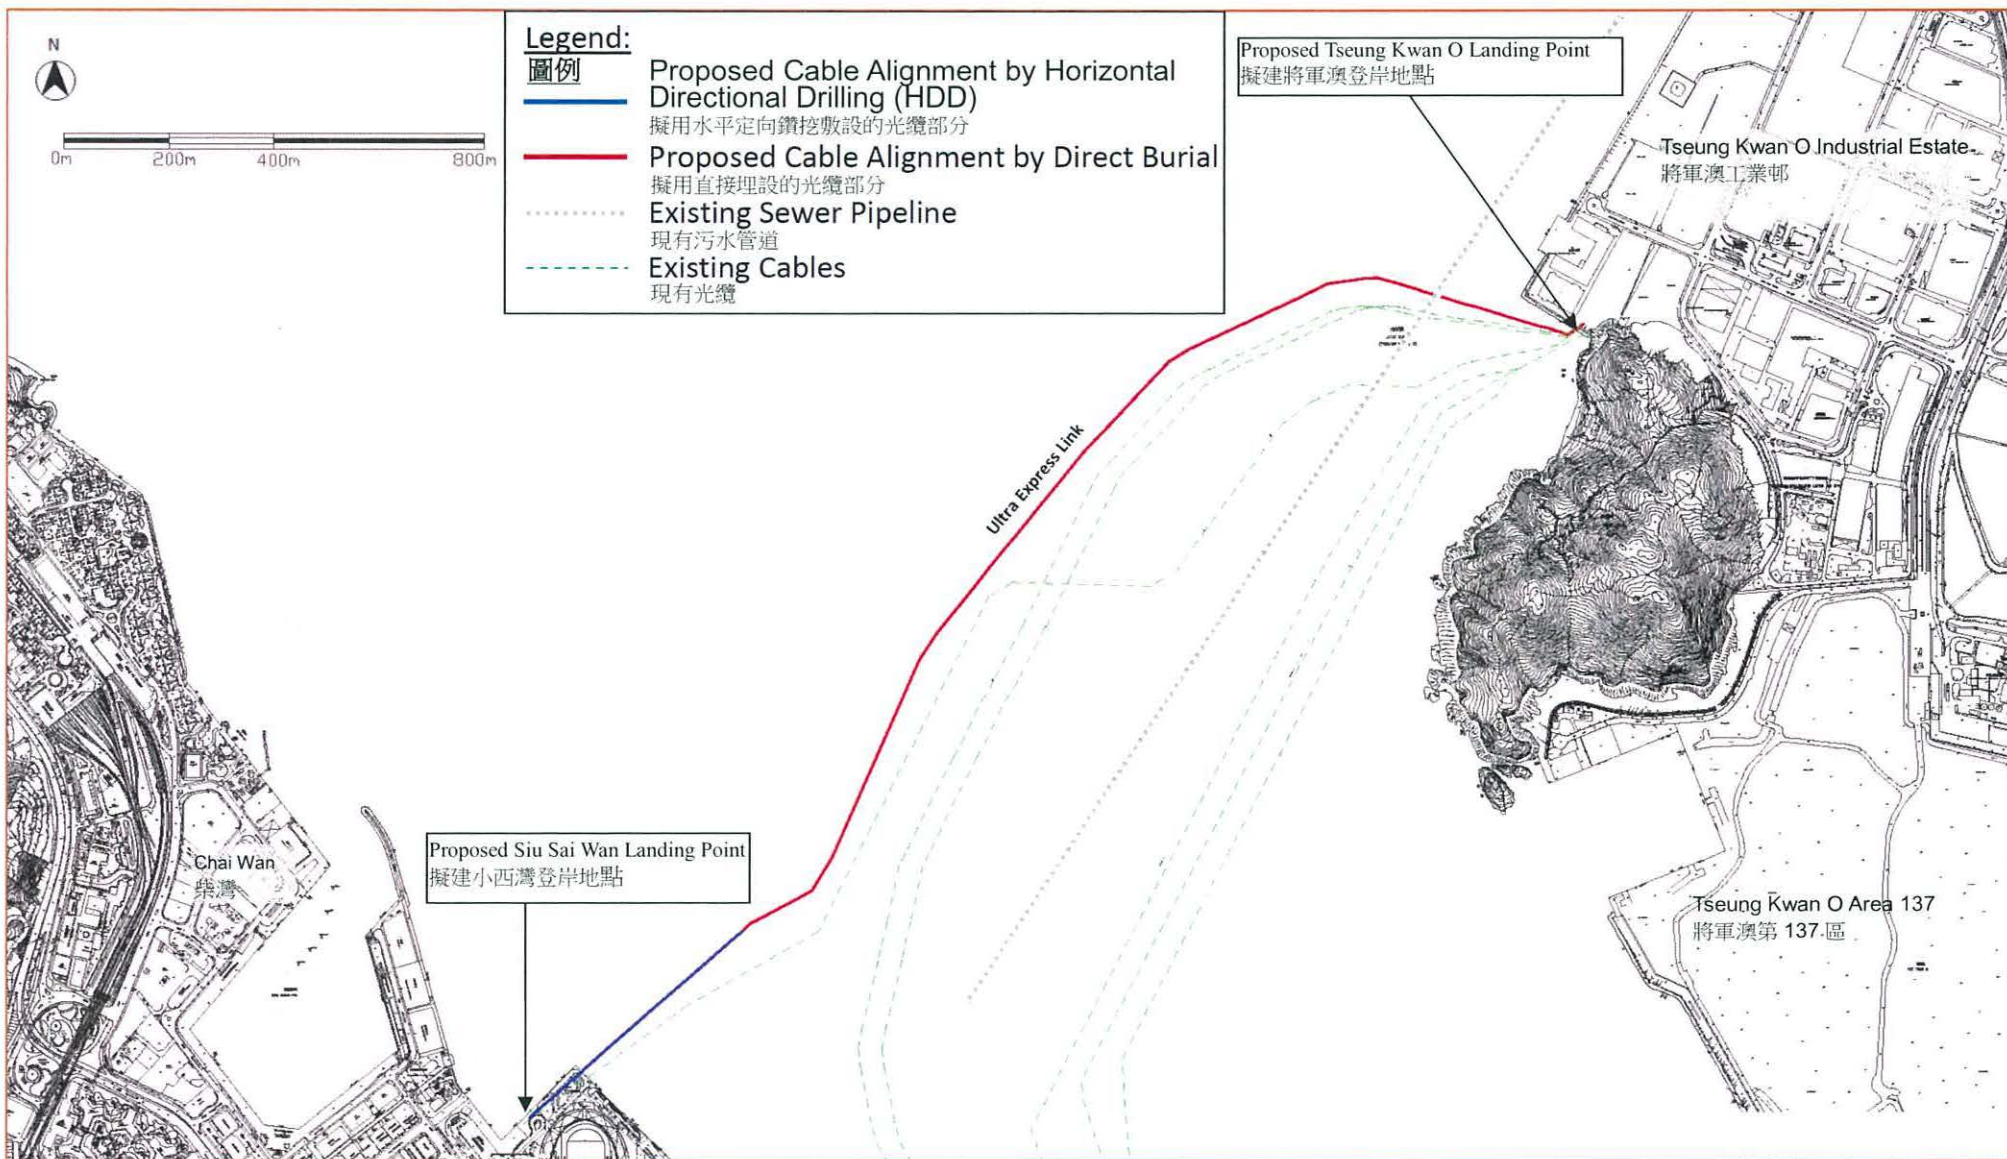 N
0m 200m 400m 800m
Legend:
圖例
Proposed Cable Alignment by Horizontal
Directional Drilling (HDD)
擬用水平定向鑽挖敷設的光纜部分
Proposed Cable Alignment by Direct Burial
擬用直接埋設的光纜部分
Existing Sewer Pipeline
現有污水管道
Existing Cables
現有光纜
Proposed Tseung Kwan O Landing Point
擬建將軍澳登岸地點
Tseung Kwan O Industrial Estate
將軍澳工業邨
Ultra Express Link
Chai Wan
柴灣
Proposed Siu Sai Wan Landing Point
擬建小西灣登岸地點
Tseung Kwan O Area 137
將軍澳第 137 區